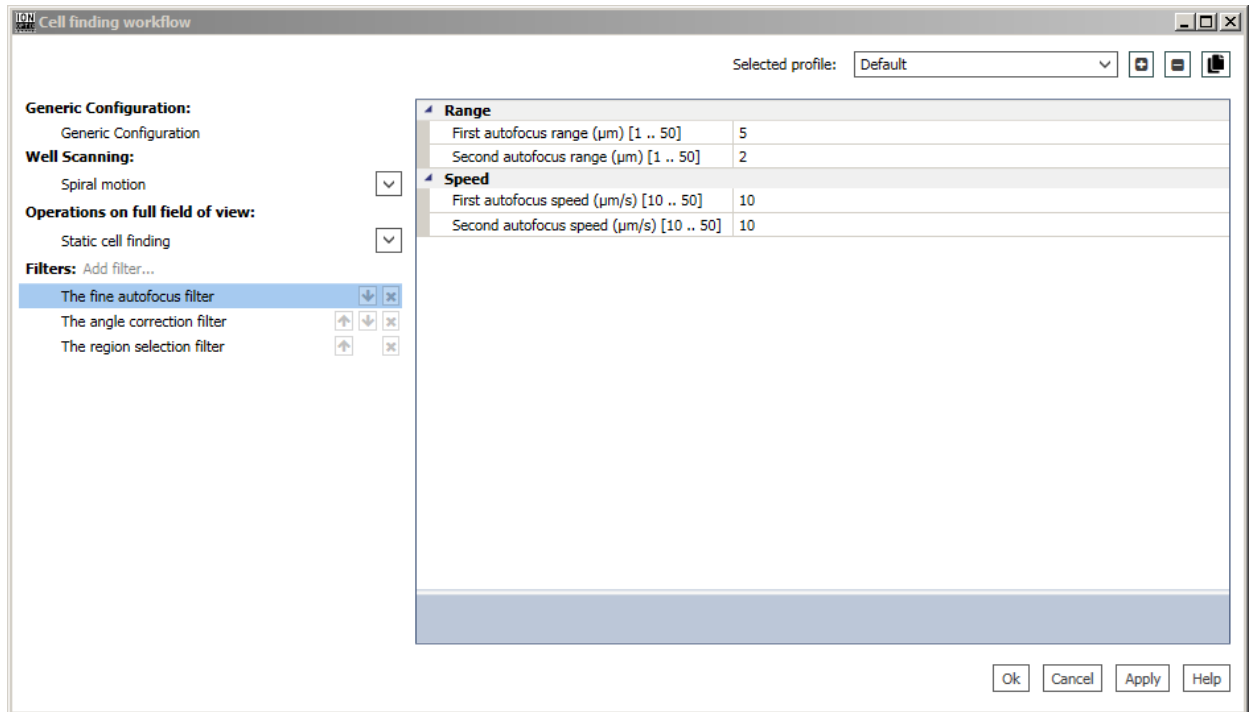 ION
Cell finding workflow
Selected profile: Default
Generic Configuration:
Generic Configuration
Well Scanning:
Spiral motion
Operations on full field of view:
Static cell finding
Filters: Add filter...
The fine autofocus filter
The angle correction filter
The region selection filter
Range
First autofocus range (µm) [1 .. 50] 5
Second autofocus range (µm) [1 .. 50] 2
Speed
First autofocus speed (µm/s) [10 .. 50] 10
Second autofocus speed (µm/s) [10 .. 50] 10
Ok Cancel Apply Help